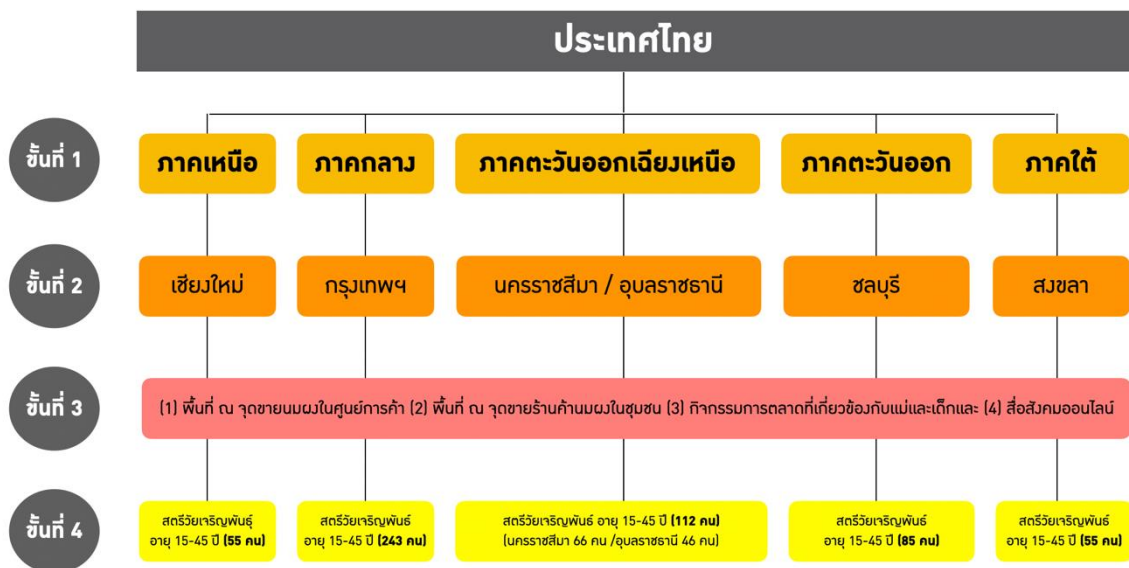 ประเทศไทย
ขั้นที่ 1
ภาคเหนือ
ภาคกลาง
ภาคตะวันออกเฉียงเหนือ
ภาคตะวันออก
ภาคใต้
ขั้นที่ 2
เชียงใหม่
กรุงเทพฯ
นครราชสีมา / อุบลราชธานี
ชลบุรี
สงขลา
ขั้นที่ 3
(1) พื้นที่ ณ จุดขายนมผงในศูนย์การค้า (2) พื้นที่ ณ จุดขายร้านค้านมผงในชุมชน (3) กิจกรรมการตลาดที่เกี่ยวข้องกับแม่และเด็กและ (4) สื่อสังคมออนไลน์
ขั้นที่ 4
สตรีวัยเจริญพันธุ์
อายุ 15-45 ปี (55 คน)
สตรีวัยเจริญพันธ์
อายุ 15-45 ปี (243 คน)
สตรีวัยเจริญพันธ์ อายุ 15-45 ปี (112 คน)
(นครราชสีมา 66 คน /อุบลราชธานี 46 คน)
สตรีวัยเจริญพันธ์
อายุ 15-45 ปี (85 คน)
สตรีวัยเจริญพันธ์
อายุ 15-45 ปี (55 คน)